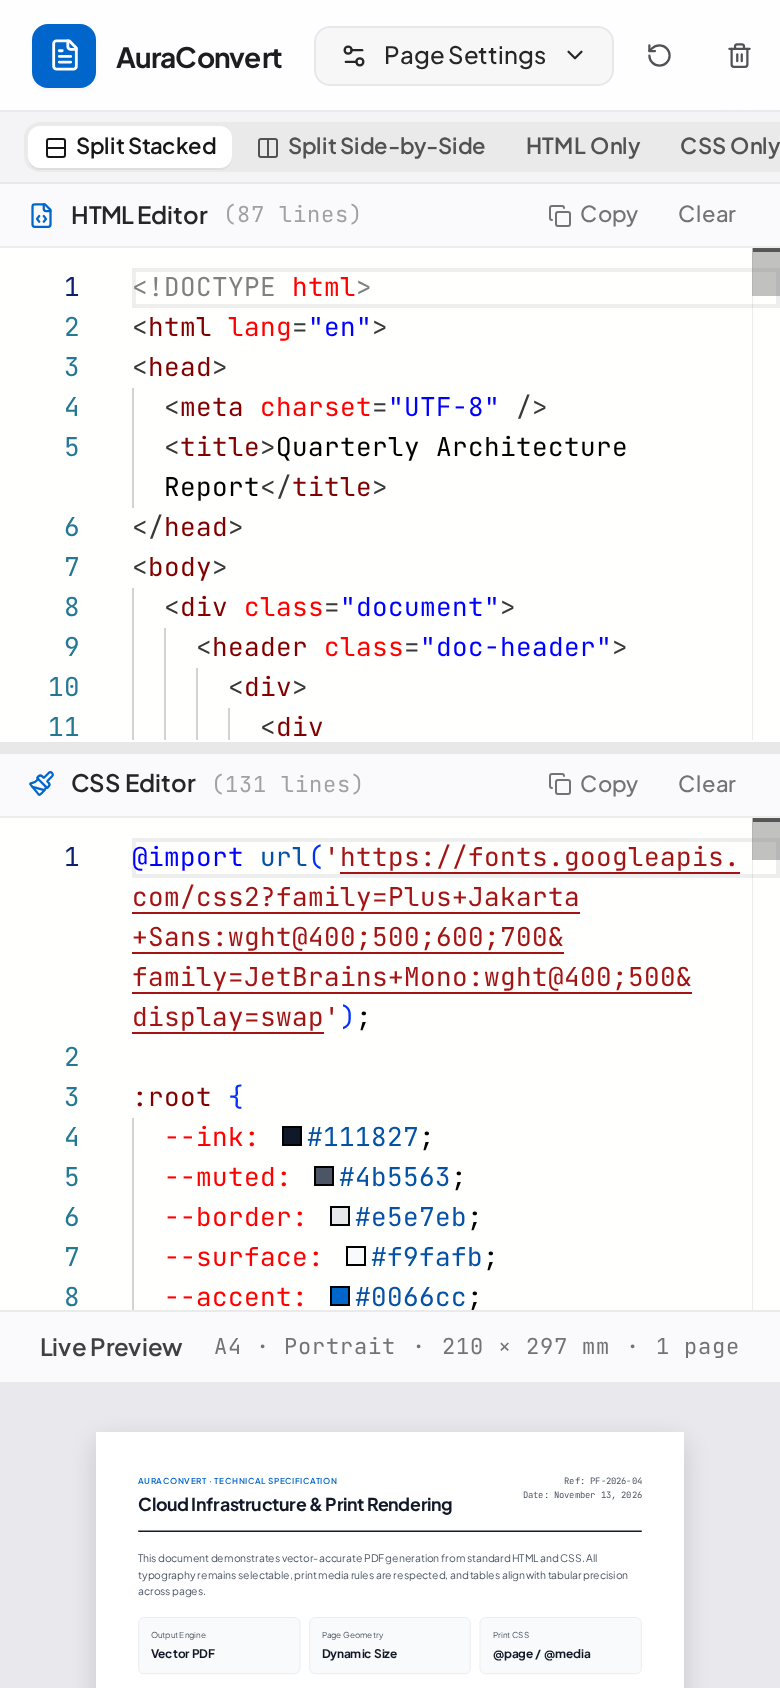 AuraConvert Page Settings
Split Stacked Split Side-by-Side HTML Only CSS Only
HTML Editor (87 lines) Copy Clear
1 <!DOCTYPE html>
2 <html lang="en">
3 <head>
4 <meta charset="UTF-8" />
5 <title>Quarterly Architecture
Report</title>
6 </head>
7 <body>
8 <div class="document">
9 <header class="doc-header">
10 <div>
11 <div
CSS Editor (131 lines) Copy Clear
1 @import url('https://fonts.googleapis.
com/css2?family=Plus+Jakarta
+Sans:wght@400;500;600;700&
family=JetBrains+Mono:wght@400;500&
display=swap');
2
3 :root {
4 --ink: #111827;
5 --muted: #4b5563;
6 --border: #e5e7eb;
7 --surface: #f9fafb;
8 --accent: #0066cc;
Live Preview A4 · Portrait · 210 × 297 mm · 1 page
AURACONVERT · TECHNICAL SPECIFICATION
Cloud Infrastructure & Print Rendering
Ref: PF-2026-04
Date: November 13, 2026
This document demonstrates vector-accurate PDF generation from standard HTML and CSS. All
typography remains selectable, print media rules are respected, and tables align with tabular precision
across pages.
Output Engine
Vector PDF
Page Geometry
Dynamic Size
Print CSS
@page / @media